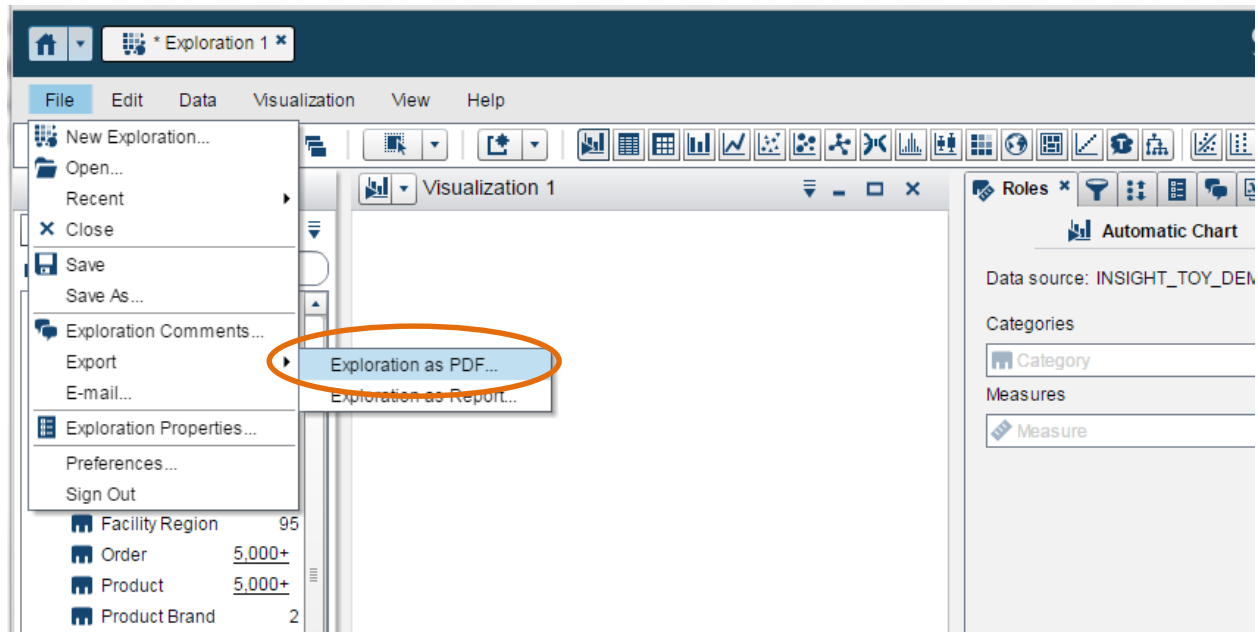 * Exploration 1
File Edit Data Visualization View Help
New Exploration...
Open...
Recent
Close
Save
Save As...
Exploration Comments...
Export
E-mail...
Exploration Properties...
Preferences...
Sign Out
Exploration as PDF...
Exploration as Report...
Facility Region 95
Order 5,000+
Product 5,000+
Product Brand 2
Visualization 1
Roles
Automatic Chart
Data source: INSIGHT_TOY_DEM
Categories
Category
Measures
Measure